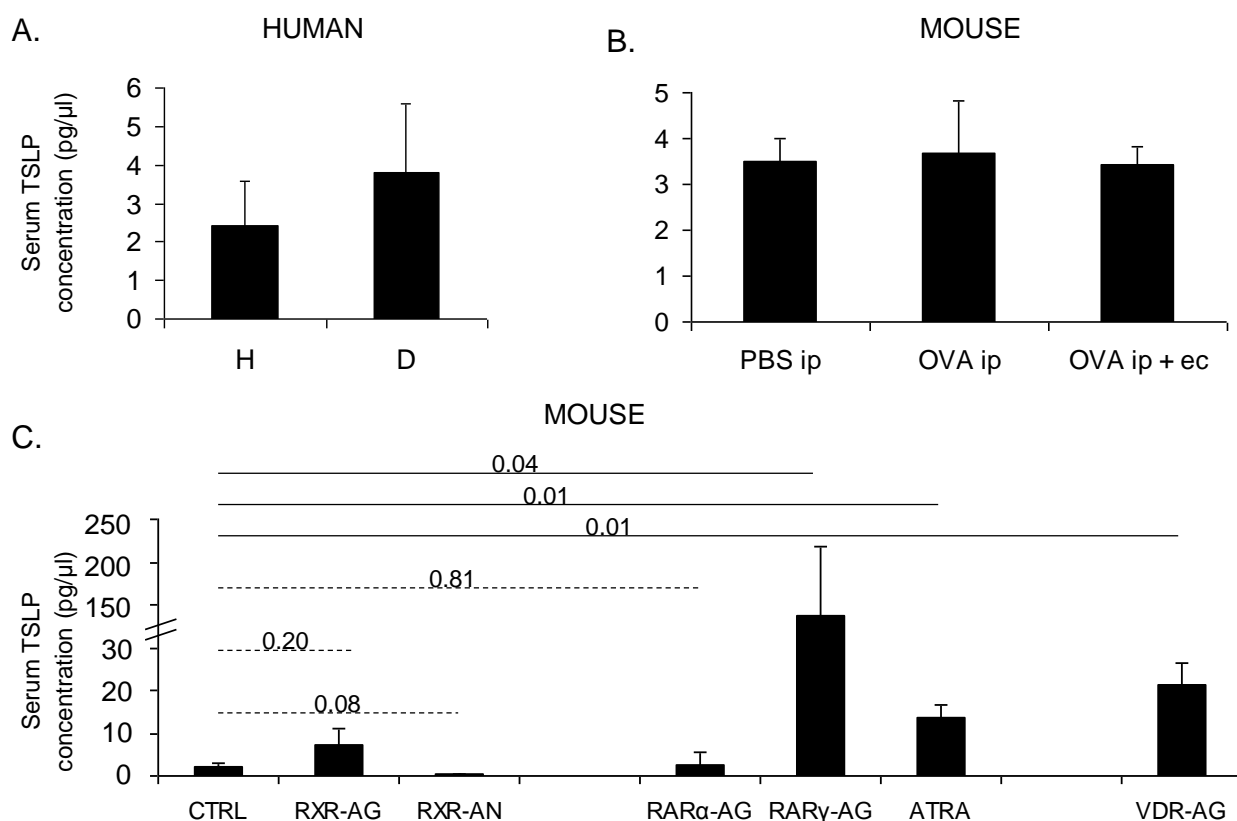 A.
HUMAN
Serum TSLP
concentration (pg/µl)
6
5
4
3
2
1
0
H D
B.
MOUSE
5
4
3
2
1
0
PBS ip OVA ip OVA ip + ec
C.
MOUSE
0.04
0.01
0.01
0.81
0.20
0.08
Serum TSLP
concentration (pg/µl)
250
200
150
30
20
10
0
CTRL RXR-AG RXR-AN RARα-AG RARγ-AG ATRA VDR-AG